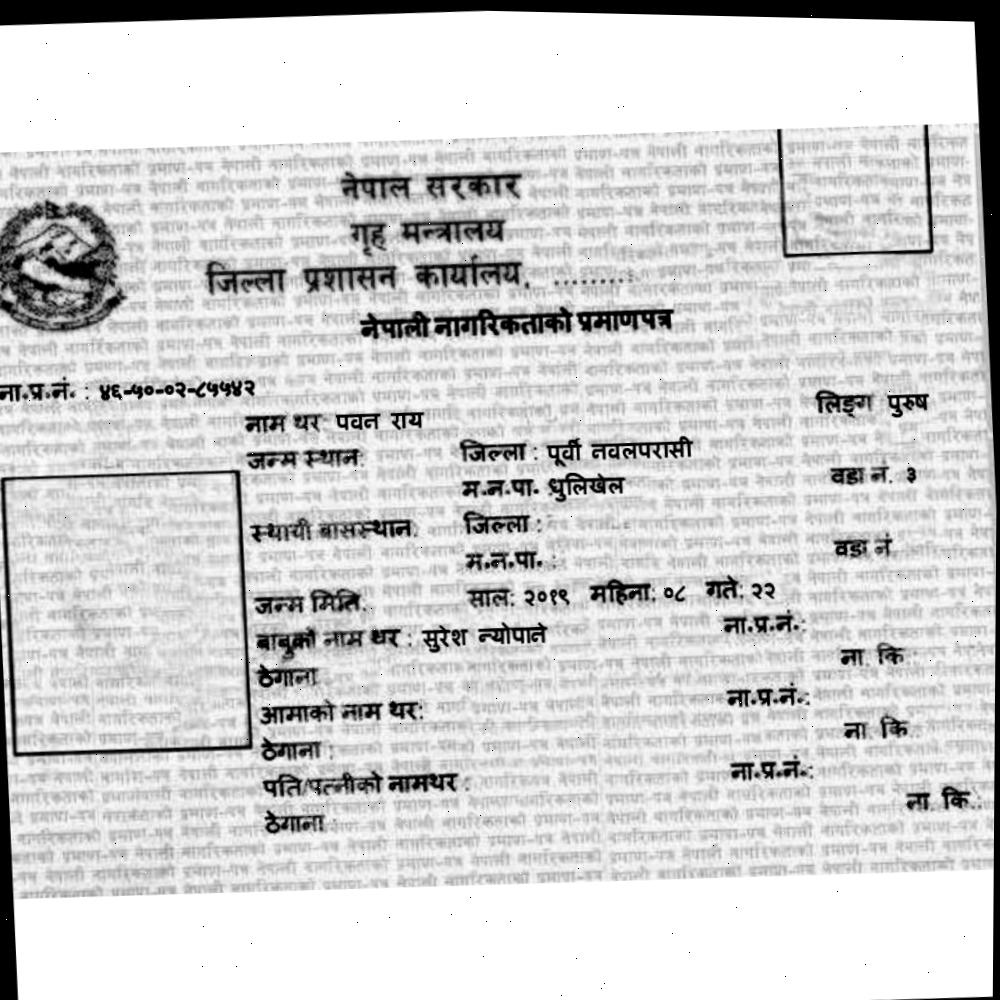 नेपाल सरकार
गृह मन्त्रालय
जिल्ला प्रशासन कार्यालय, .........
नेपाली नागरिकताको प्रमाणपत्र
ना.प्र.नं. : ४६-५०-०२-८५५४२
नाम थर: पवन राय लिङ्ग पुरुष
जन्म स्थान: जिल्ला : पूर्वी नवलपरासी
म.न.पा. धुलिखेल वडा नं. ३
स्थायी बासस्थान: जिल्ला :
म.न.पा. : वडा नं.
जन्म मिति: साल: २०१९ महिना: ०८ गते: २२
बाबुको नाम थर : सुरेश न्योपाने ना.प्र.नं.:
ठेगाना ना. कि.:
आमाको नाम थर: ना.प्र.नं.:
ठेगाना : ना. कि.
पति/पत्नीको नामथर : ना.प्र.नं.:
ठेगाना : ना. कि.: